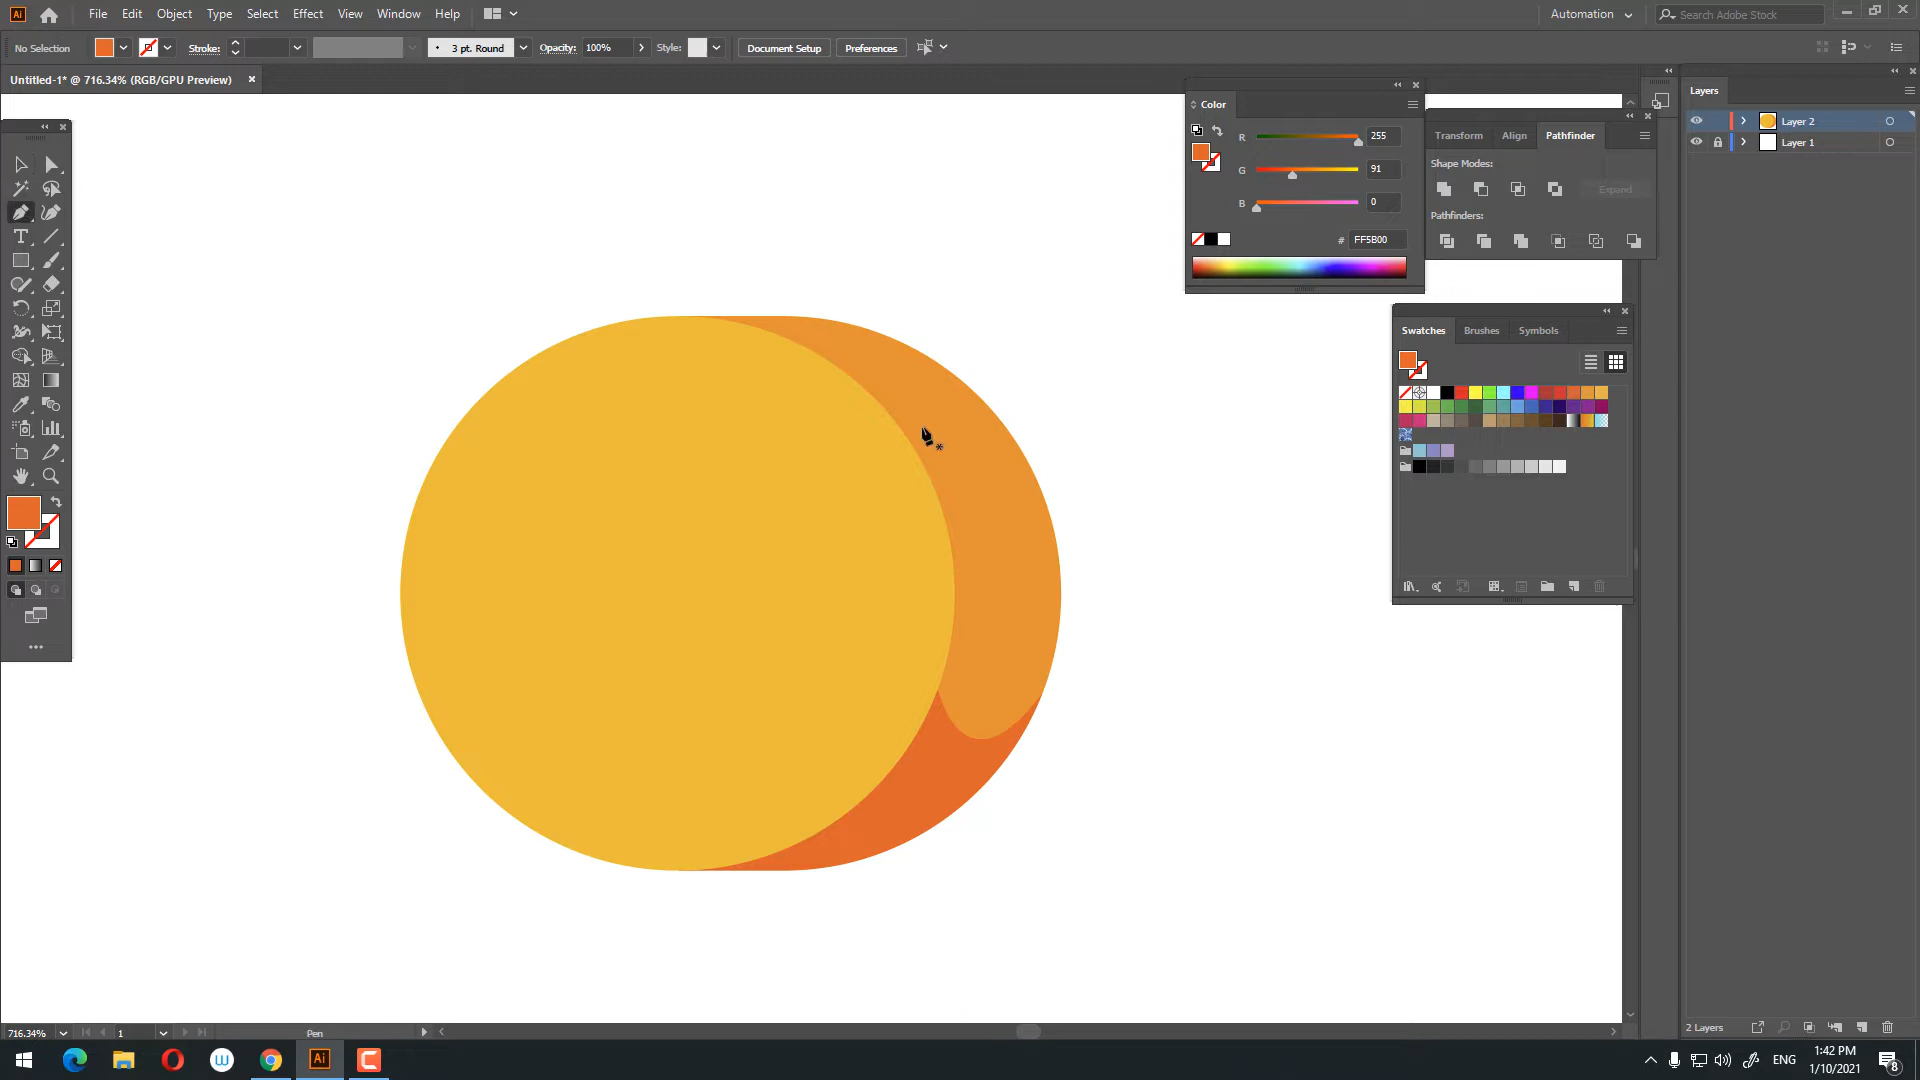 Ai File Edit Object Type Select Effect View Window Help Automation Search Adobe Stock
No Selection Stroke: 3 pt. Round Opacity: 100% Style: Document Setup Preferences
Untitled-1* @ 716.34% (RGB/GPU Preview)
Color
R 255
G 91
B 0
# FF5B00
Transform Align Pathfinder
Shape Modes:
Expand
Pathfinders:
Swatches Brushes Symbols
Layers
Layer 2
Layer 1
2 Layers
716.34% 1 Pen
W Ai C ENG
1:42 PM
1/10/2021
8